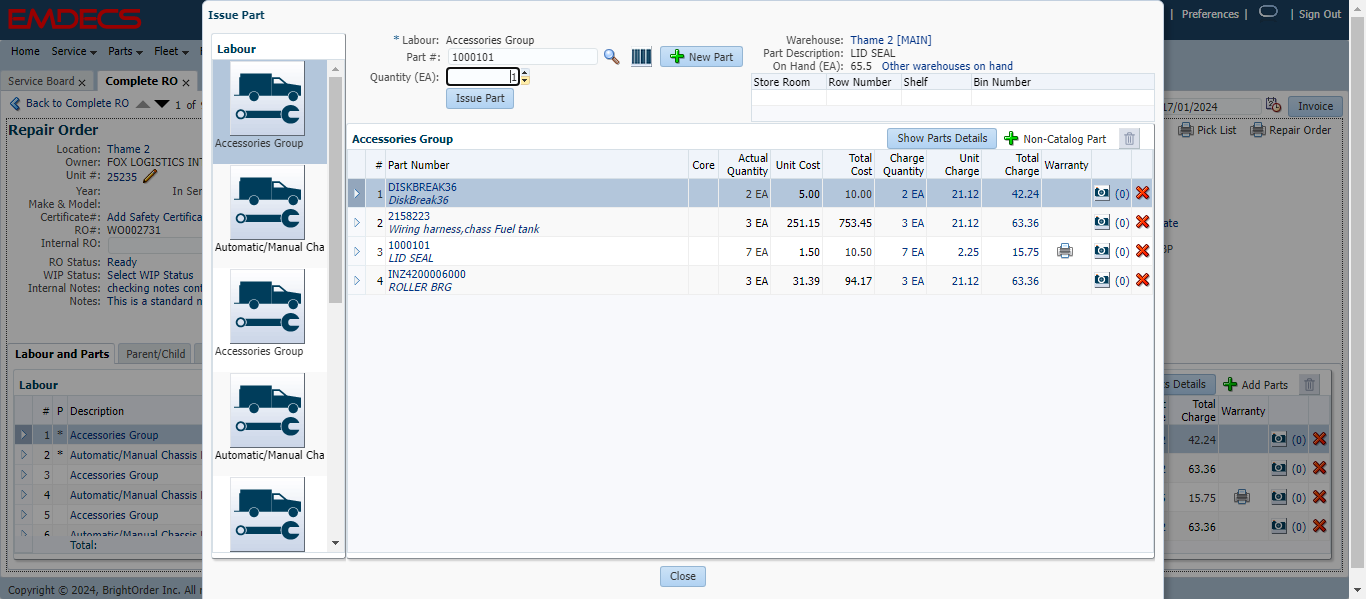 EMDECS
| Preferences | | Sign Out
Home Service Parts Fleet
Service Board x Complete RO x
Back to Complete RO 1 of
17/01/2024 Invoice
Pick List Repair Order
Repair Order
Location: Thame 2
Owner: FOX LOGISTICS INT
Unit #: 25235
Year: In Ser
Make & Model:
Certificate#: Add Safety Certifica
RO#: WO002731
Internal RO:
RO Status: Ready
WIP Status: Select WIP Status
Internal Notes: checking notes cont
Notes: This is a standard n
Labour and Parts Parent/Child
Labour
# P Description
1 * Accessories Group
2 * Automatic/Manual Chassis
3 Accessories Group
4 Automatic/Manual Chassis
5 Accessories Group
6 Automatic/Manual Chassis
Total:
Copyright © 2024, BrightOrder Inc. All r
Issue Part
Labour
Accessories Group
Automatic/Manual Cha
Accessories Group
Automatic/Manual Cha
* Labour: Accessories Group
Part #: 1000101 New Part
Quantity (EA): 1
Issue Part
Warehouse: Thame 2 [MAIN]
Part Description: LID SEAL
On Hand (EA): 65.5 Other warehouses on hand
Store Room Row Number Shelf Bin Number
Accessories Group Show Parts Details Non-Catalog Part
# Part Number Core Actual Quantity Unit Cost Total Cost Charge Quantity Unit Charge Total Charge Warranty
1 DISKBREAK36 2 EA 5.00 10.00 2 EA 21.12 42.24 (0)
DiskBreak36
2 2158223 3 EA 251.15 753.45 3 EA 21.12 63.36 (0)
Wiring harness,chass Fuel tank
3 1000101 7 EA 1.50 10.50 7 EA 2.25 15.75 (0)
LID SEAL
4 INZ4200006000 3 EA 31.39 94.17 3 EA 21.12 63.36 (0)
ROLLER BRG
Close
s Details Add Parts
Total Charge Warranty
42.24 (0)
63.36 (0)
15.75 (0)
63.36 (0)